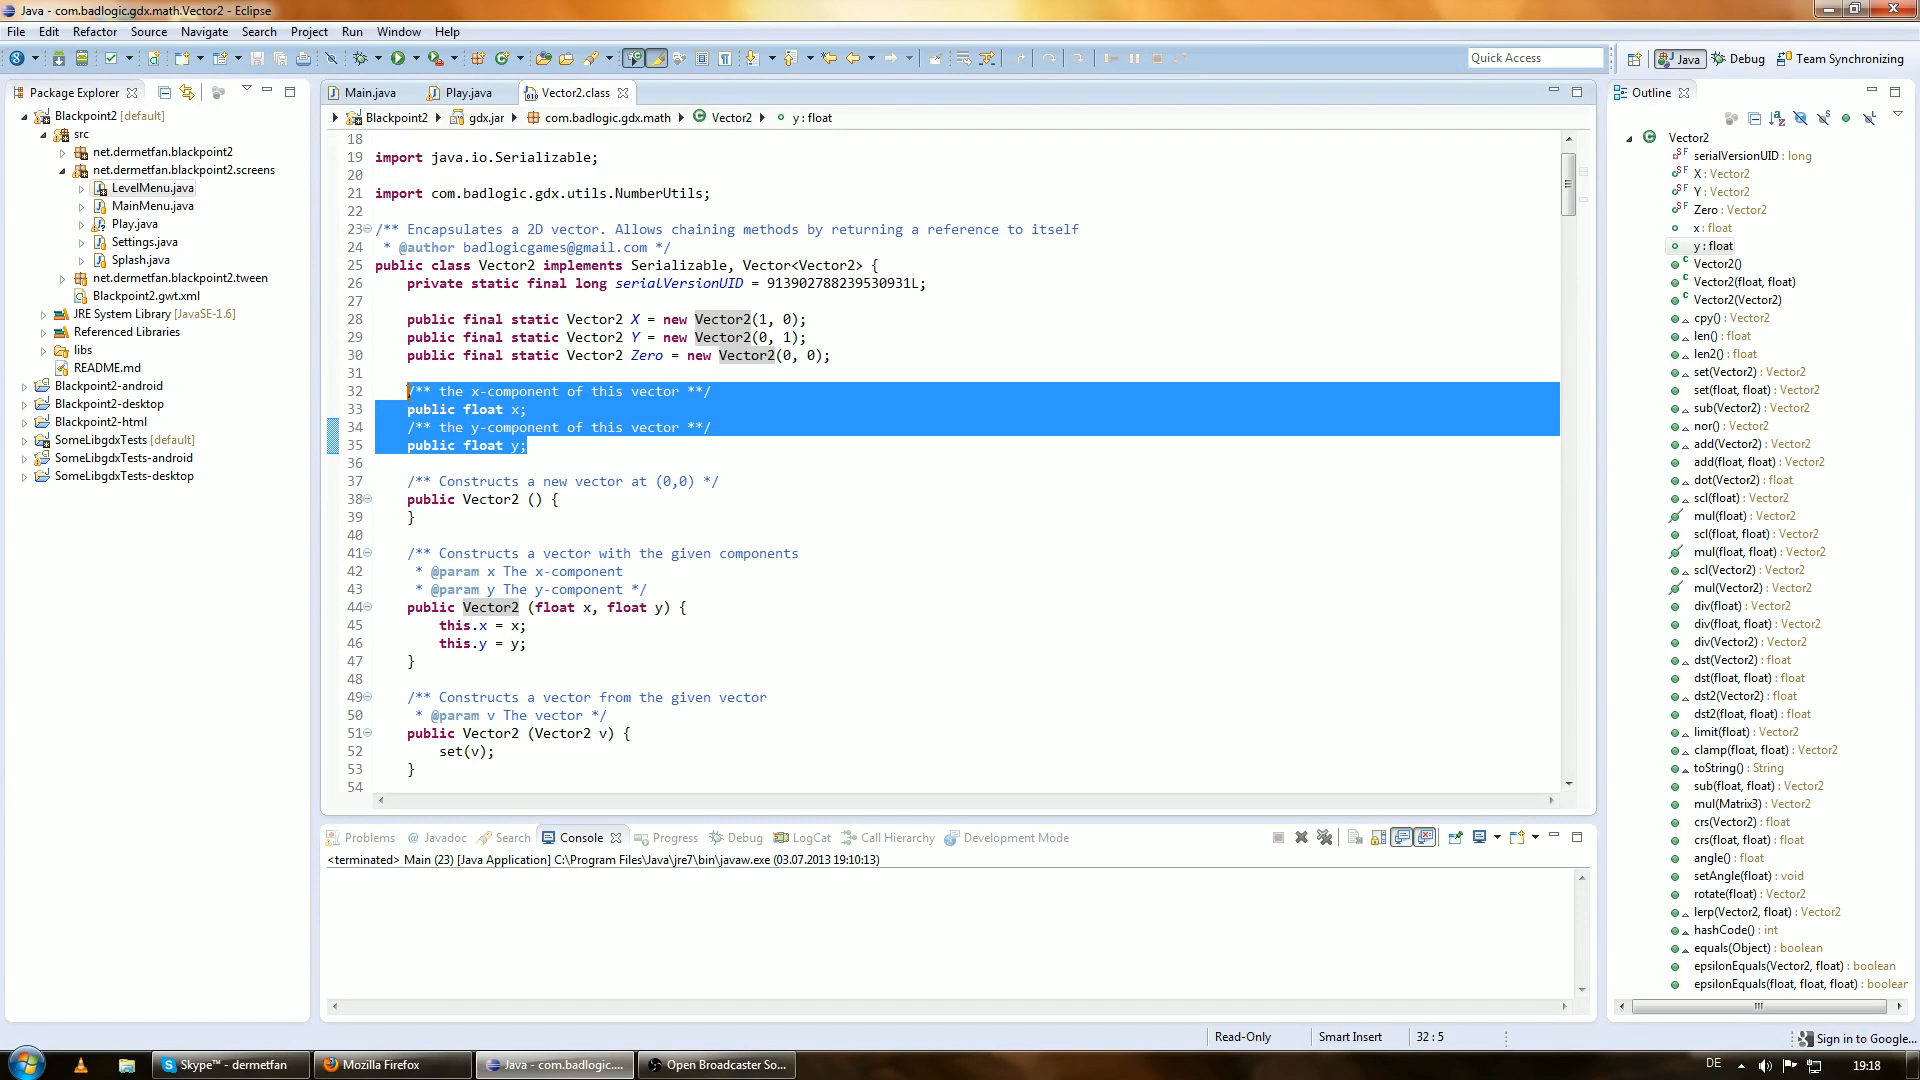 Java - com.badlogic.gdx.math.Vector2 - Eclipse
File Edit Refactor Source Navigate Search Project Run Window Help
Quick Access
Java
Debug
Team Synchronizing
Package Explorer
Blackpoint2 [default]
src
net.dermetfan.blackpoint2
net.dermetfan.blackpoint2.screens
LevelMenu.java
MainMenu.java
Play.java
Settings.java
Splash.java
net.dermetfan.blackpoint2.tween
Blackpoint2.gwt.xml
JRE System Library [JavaSE-1.6]
Referenced Libraries
libs
README.md
Blackpoint2-android
Blackpoint2-desktop
Blackpoint2-html
SomeLibgdxTests [default]
SomeLibgdxTests-android
SomeLibgdxTests-desktop
Main.java Play.java Vector2.class
Blackpoint2 gdx.jar com.badlogic.gdx.math Vector2 y : float
18
19 import java.io.Serializable;
20
21 import com.badlogic.gdx.utils.NumberUtils;
22
23 /** Encapsulates a 2D vector. Allows chaining methods by returning a reference to itself
24 * @author badlogicgames@gmail.com */
25 public class Vector2 implements Serializable, Vector<Vector2> {
26 private static final long serialVersionUID = 913902788239530931L;
27
28 public final static Vector2 X = new Vector2(1, 0);
29 public final static Vector2 Y = new Vector2(0, 1);
30 public final static Vector2 Zero = new Vector2(0, 0);
31
32 /** the x-component of this vector **/
33 public float x;
34 /** the y-component of this vector **/
35 public float y;
36
37 /** Constructs a new vector at (0,0) */
38 public Vector2 () {
39 }
40
41 /** Constructs a vector with the given components
42 * @param x The x-component
43 * @param y The y-component */
44 public Vector2 (float x, float y) {
45 this.x = x;
46 this.y = y;
47 }
48
49 /** Constructs a vector from the given vector
50 * @param v The vector */
51 public Vector2 (Vector2 v) {
52 set(v);
53 }
54
Problems @ Javadoc Search Console Progress Debug LogCat Call Hierarchy Development Mode
<terminated> Main (23) [Java Application] C:\Program Files\Java\jre7\bin\javaw.exe (03.07.2013 19:10:13)
Outline
Vector2
serialVersionUID : long
X : Vector2
Y : Vector2
Zero : Vector2
x : float
y : float
Vector2()
Vector2(float, float)
Vector2(Vector2)
cpy() : Vector2
len() : float
len2() : float
set(Vector2) : Vector2
set(float, float) : Vector2
sub(Vector2) : Vector2
nor() : Vector2
add(Vector2) : Vector2
add(float, float) : Vector2
dot(Vector2) : float
scl(float) : Vector2
mul(float) : Vector2
scl(float, float) : Vector2
mul(float, float) : Vector2
scl(Vector2) : Vector2
mul(Vector2) : Vector2
div(float) : Vector2
div(float, float) : Vector2
div(Vector2) : Vector2
dst(Vector2) : float
dst(float, float) : float
dst2(Vector2) : float
dst2(float, float) : float
limit(float) : Vector2
clamp(float, float) : Vector2
toString() : String
sub(float, float) : Vector2
mul(Matrix3) : Vector2
crs(Vector2) : float
crs(float, float) : float
angle() : float
setAngle(float) : void
rotate(float) : Vector2
lerp(Vector2, float) : Vector2
hashCode() : int
equals(Object) : boolean
epsilonEquals(Vector2, float) : boolean
epsilonEquals(float, float, float) : boolear
Read-Only Smart Insert 32 : 5
Sign in to Google...
Skype™ - dermetfan
Mozilla Firefox
Java - com.badlogic....
Open Broadcaster So...
DE
19:18